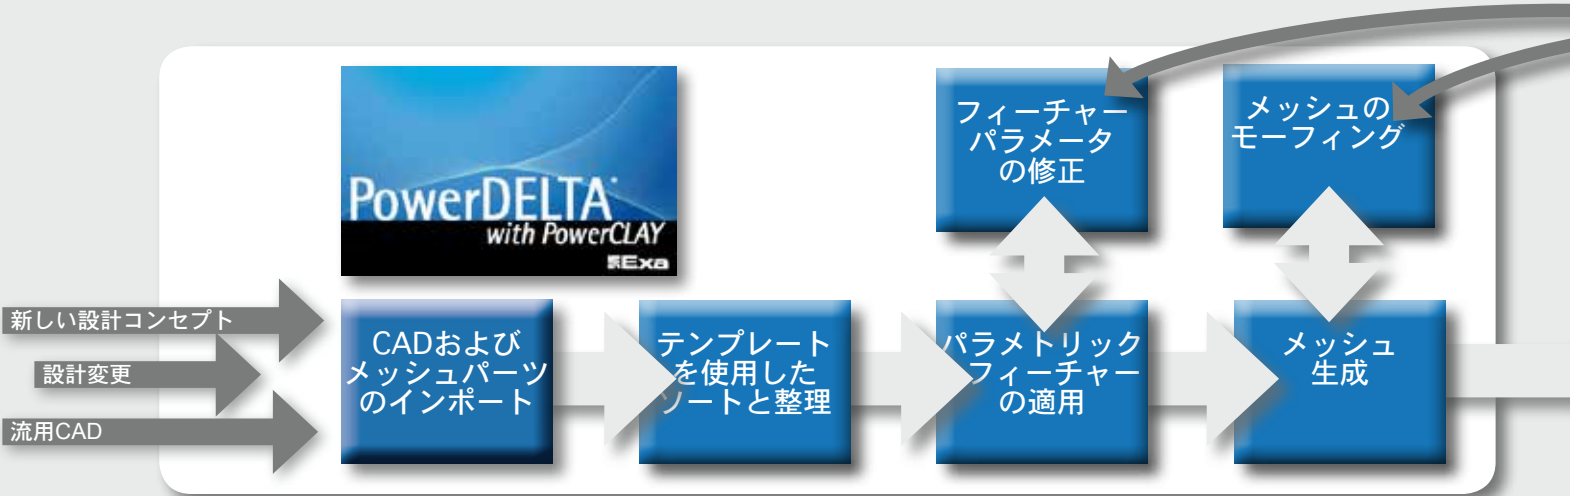 PowerDELTA
with PowerCLAY
Exa
フィーチャー
パラメータ
の修正
メッシュの
モーフィング
新しい設計コンセプト
設計変更
流用CAD
CADおよび
メッシュパーツ
のインポート
テンプレート
を使用した
ソートと整理
パラメトリック
フィーチャー
の適用
メッシュ
生成